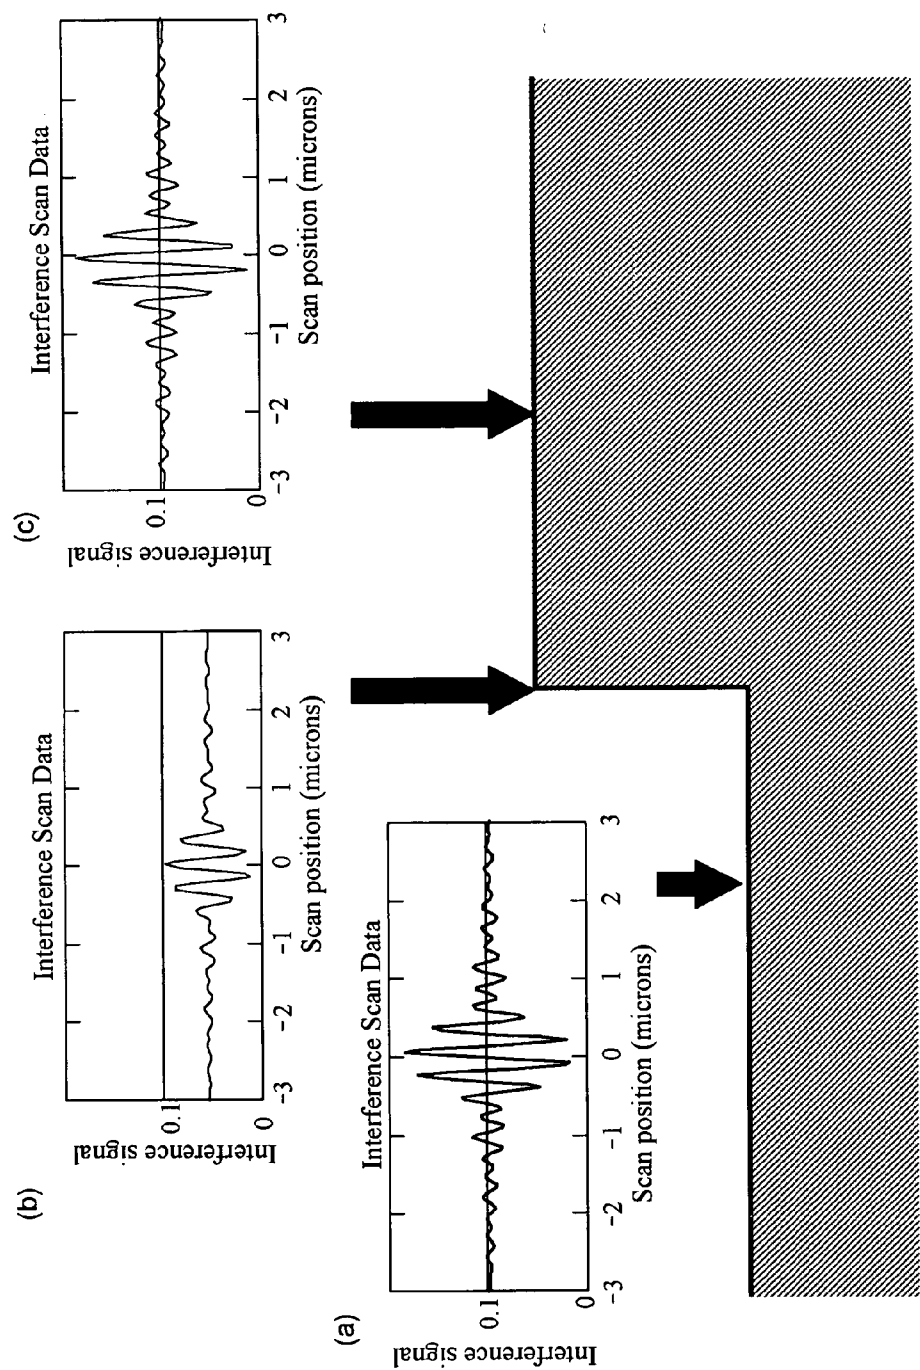 (a)
Interference Scan Data
Interference signal
0.1
0
−3
−2
−1
0
1
2
3
Scan position (microns)
(b)
Interference Scan Data
Interference signal
0.1
0
−3
−2
−1
0
1
2
3
Scan position (microns)
(c)
Interference Scan Data
Interference signal
0.1
0
−3
−2
−1
0
1
2
3
Scan position (microns)